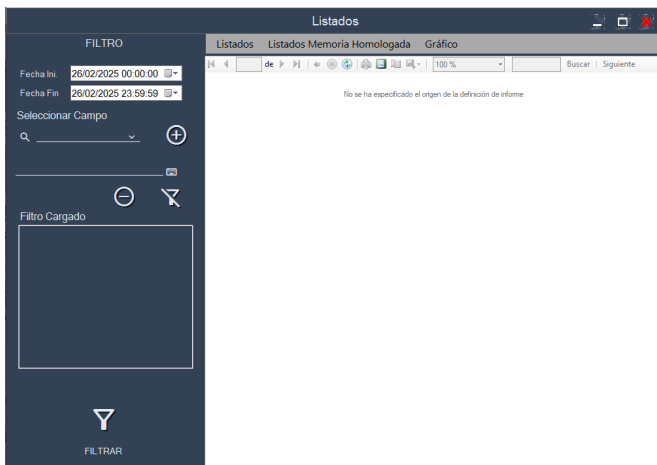 Listados
FILTRO
Listados Listados Memoria Homologada Gráfico
de 100 % Buscar Siguiente
Fecha Ini. 26/02/2025 00:00:00
Fecha Fin 26/02/2025 23:59:59
No se ha especificado el origen de la definición de informe
Seleccionar Campo
Filtro Cargado
FILTRAR